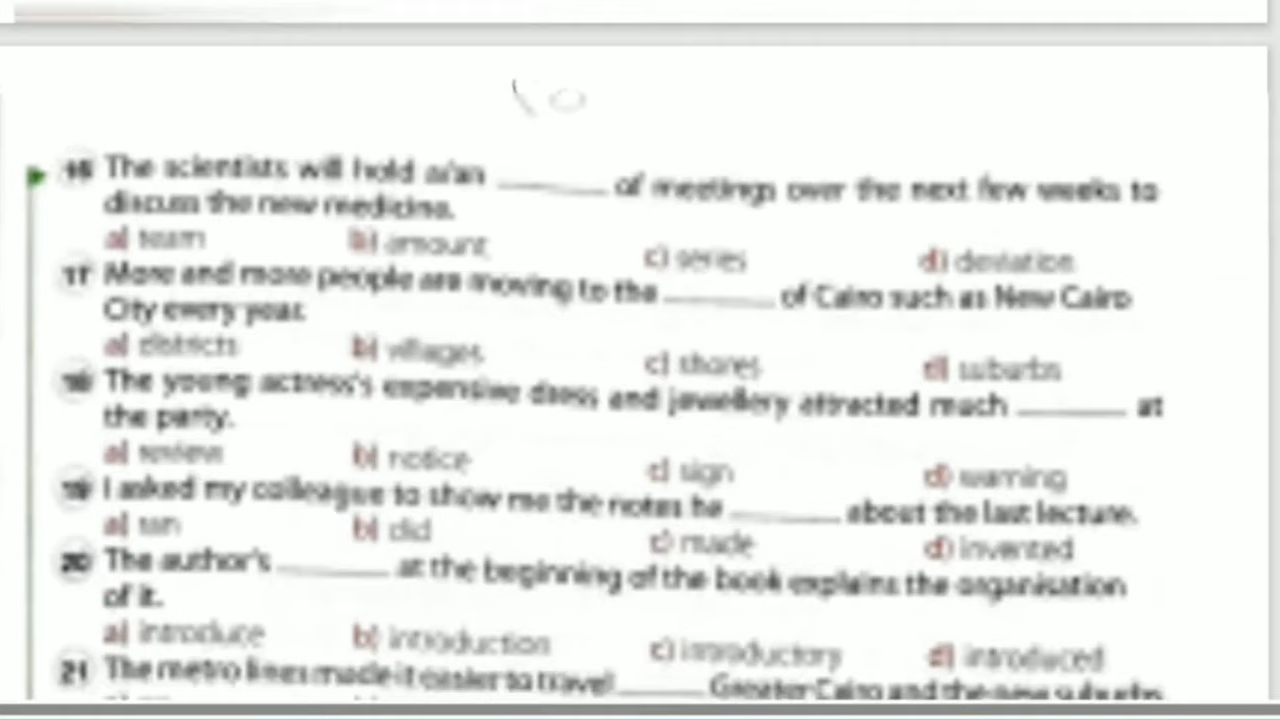 16 The scientists will hold a/an ______ of meetings over the next few weeks to
discuss the new medicine.
a) team b) amount c) series d) deviation
17 More and more people are moving to the ______ of Cairo such as New Cairo
City every year.
a) districts b) villages c) shores d) suburbs
18 The young actress's expensive dress and jewellery attracted much ______ at
the party.
a) review b) notice c) sign d) warning
19 I asked my colleague to show me the notes he ______ about the last lecture.
a) ran b) did c) made d) invented
20 The author's ______ at the beginning of the book explains the organisation
of it.
a) introduce b) introduction c) introductory d) introduced
21 The metro lines made it easier to travel ______ Greater Cairo and the new suburbs